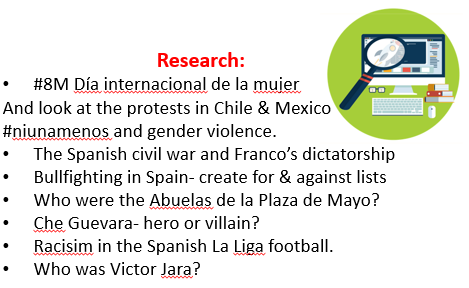 Research:
• #8M Día internacional de la mujer
And look at the protests in Chile & Mexico
#niunamenos and gender violence.
• The Spanish civil war and Franco's dictatorship
• Bullfighting in Spain- create for & against lists
• Who were the Abuelas de la Plaza de Mayo?
• Che Guevara- hero or villain?
• Racisim in the Spanish La Liga football.
• Who was Victor Jara?